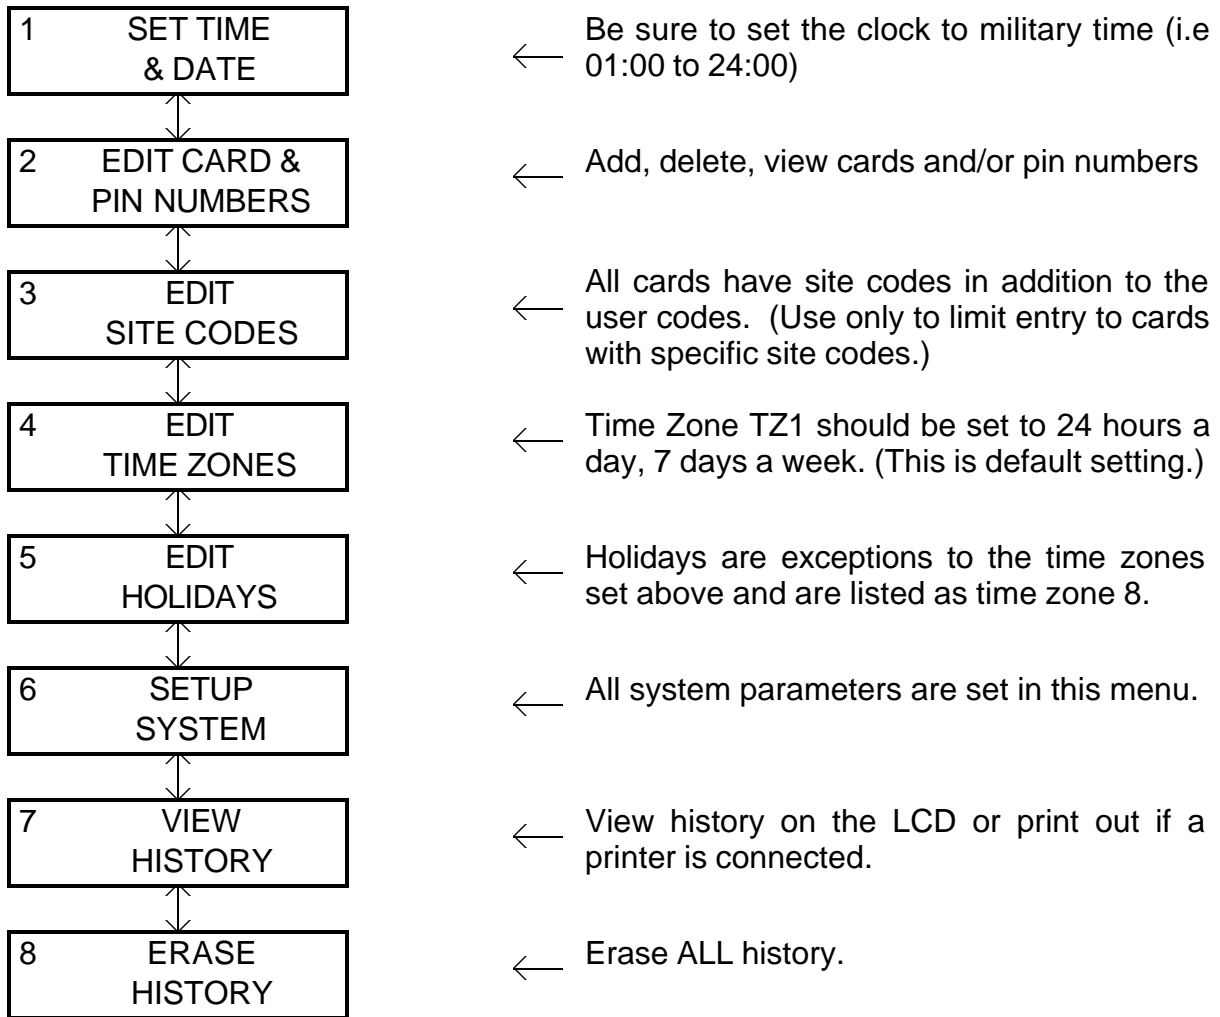 1 SET TIME
& DATE
Be sure to set the clock to military time (i.e
01:00 to 24:00)
2 EDIT CARD &
PIN NUMBERS
Add, delete, view cards and/or pin numbers
3 EDIT
SITE CODES
All cards have site codes in addition to the
user codes. (Use only to limit entry to cards
with specific site codes.)
4 EDIT
TIME ZONES
Time Zone TZ1 should be set to 24 hours a
day, 7 days a week. (This is default setting.)
5 EDIT
HOLIDAYS
Holidays are exceptions to the time zones
set above and are listed as time zone 8.
6 SETUP
SYSTEM
All system parameters are set in this menu.
7 VIEW
HISTORY
View history on the LCD or print out if a
printer is connected.
8 ERASE
HISTORY
Erase ALL history.